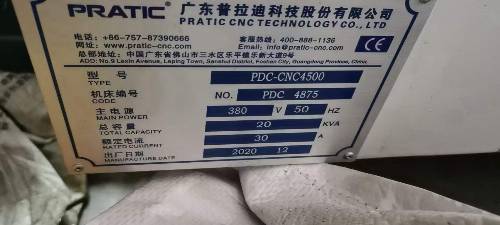 PRATIC® 广东普拉迪科技股份有限公司
PRATIC CNC TECHNOLOGY CO., LTD
电话: +86-757-87390666 客服热线: 400-888-1136
www.pratic-cnc.com info@pratic-cnc.com
总部地址: 中国广东省佛山市三水区乐平镇乐新大道9号
ADD: No.9 Lexin Avenue, Leping Town, Sanshui District, Foshan City, Guangdong Province, China.
CE
型号 TYPE PDC-CNC4500
机床编号 NO. PDC 4875
主电源 MAIN POWER 380 V 50 HZ
总容量 TOTAL CAPACITY 20 KVA
额定电流 RATED CURRENT 30 A
出厂日期 MANUFACTURE DATE 2020 12